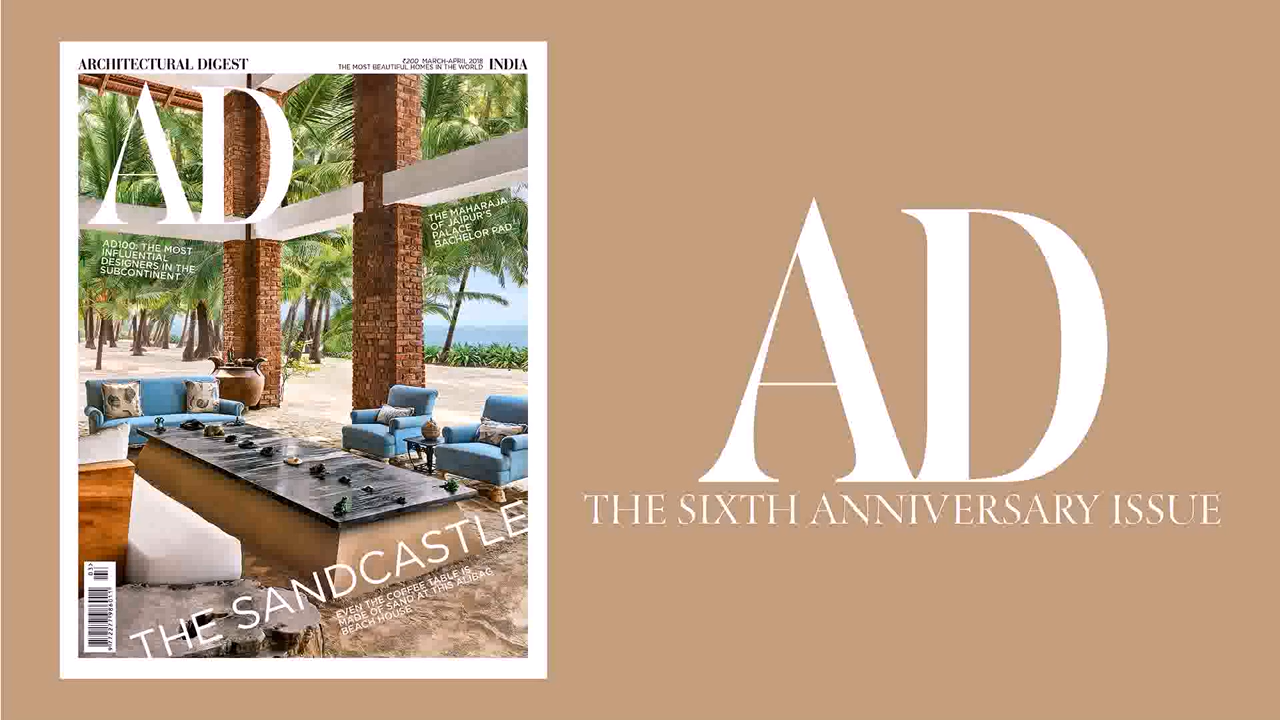 ARCHITECTURAL DIGEST
₹200 MARCH-APRIL 2018
THE MOST BEAUTIFUL HOMES IN THE WORLD
INDIA
AD
AD100: THE MOST
INFLUENTIAL
DESIGNERS IN THE
SUBCONTINENT
THE MAHARAJA
OF JAIPUR'S
PALACE
BACHELOR PAD
THE SANDCASTLE
EVEN THE COFFEE TABLE IS
MADE OF SAND AT THIS ALIBAG
BEACH HOUSE
AD
THE SIXTH ANNIVERSARY ISSUE